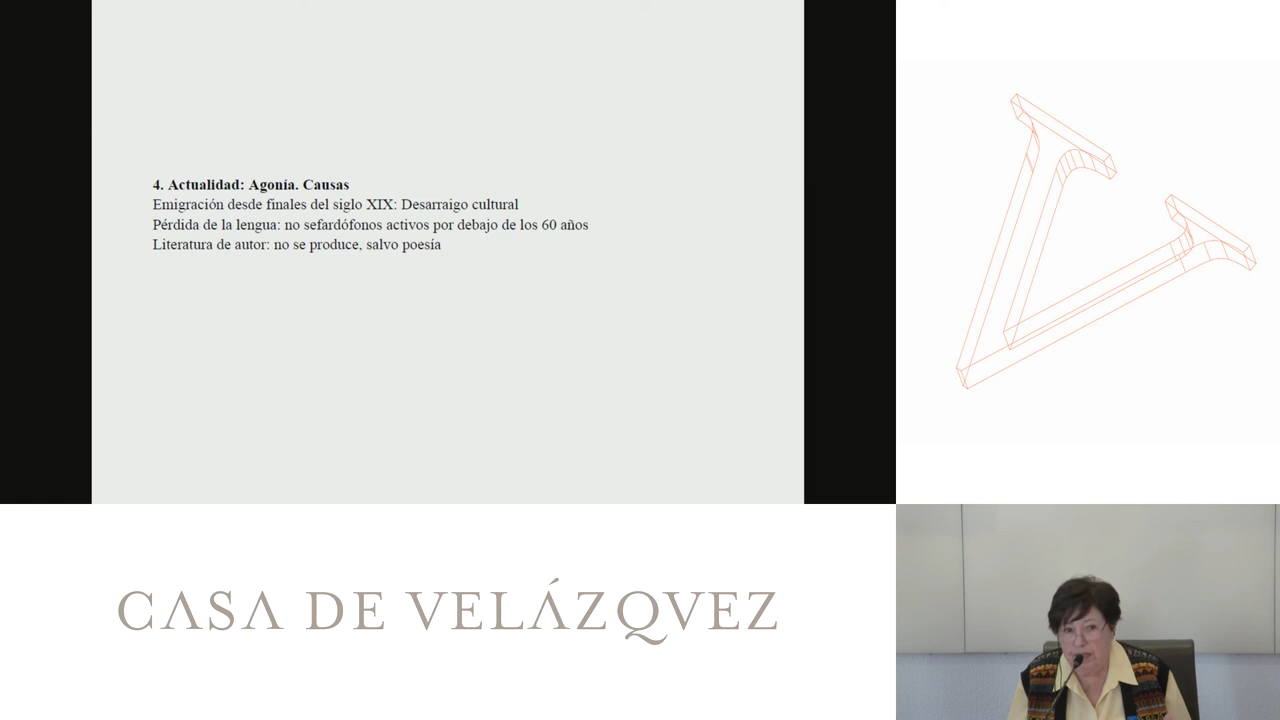 4. Actualidad: Agonía. Causas
Emigración desde finales del siglo XIX: Desarraigo cultural
Pérdida de la lengua: no sefardófonos activos por debajo de los 60 años
Literatura de autor: no se produce, salvo poesía
CASA DE VELÁZQVEZ